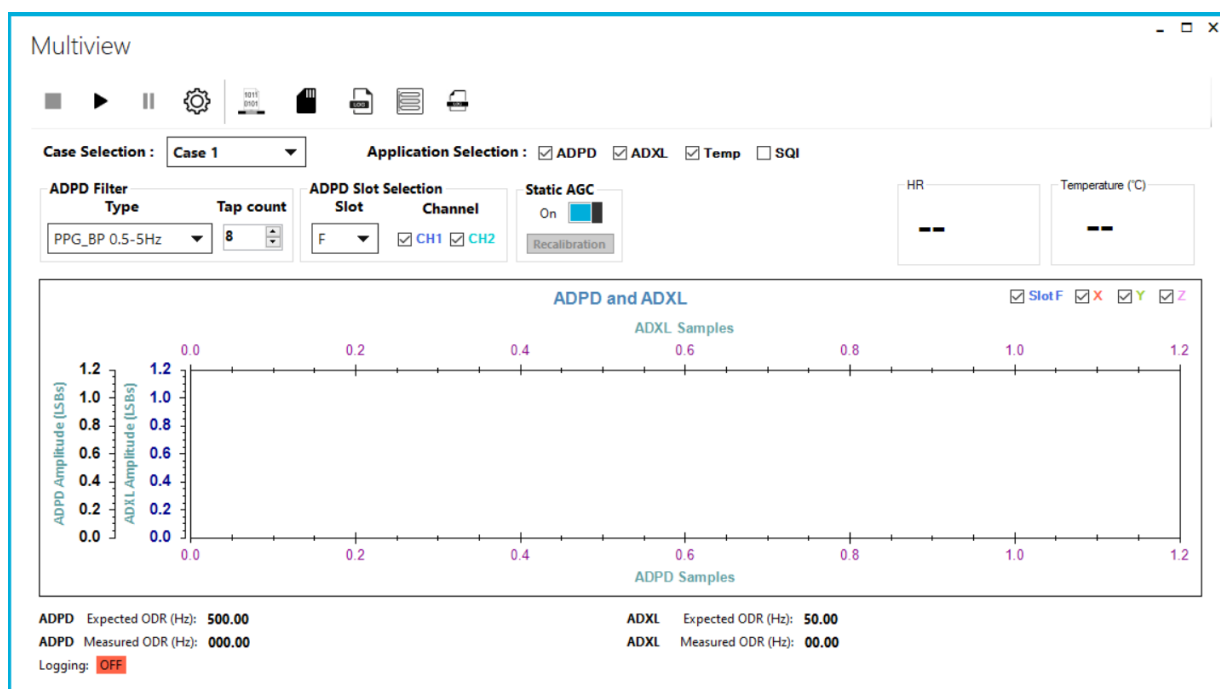 Multiview
1011
0101
LOGS
Case Selection : Case 1 Application Selection : ADPD ADXL Temp SQI
ADPD Filter ADPD Slot Selection Static AGC HR Temperature (°C)
Type Tap count Slot Channel On
PPG_BP 0.5-5Hz 8 F CH1 CH2 Recalibration -- --
ADPD and ADXL Slot F X Y Z
ADXL Samples
0.0 0.2 0.4 0.6 0.8 1.0 1.2
ADPD Amplitude (LSBs)
1.2
1.0
0.8
0.6
0.4
0.2
0.0
ADXL Amplitude (LSBs)
1.2
1.0
0.8
0.6
0.4
0.2
0.0
0.0 0.2 0.4 0.6 0.8 1.0 1.2
ADPD Samples
ADPD Expected ODR (Hz): 500.00 ADXL Expected ODR (Hz): 50.00
ADPD Measured ODR (Hz): 000.00 ADXL Measured ODR (Hz): 00.00
Logging: OFF